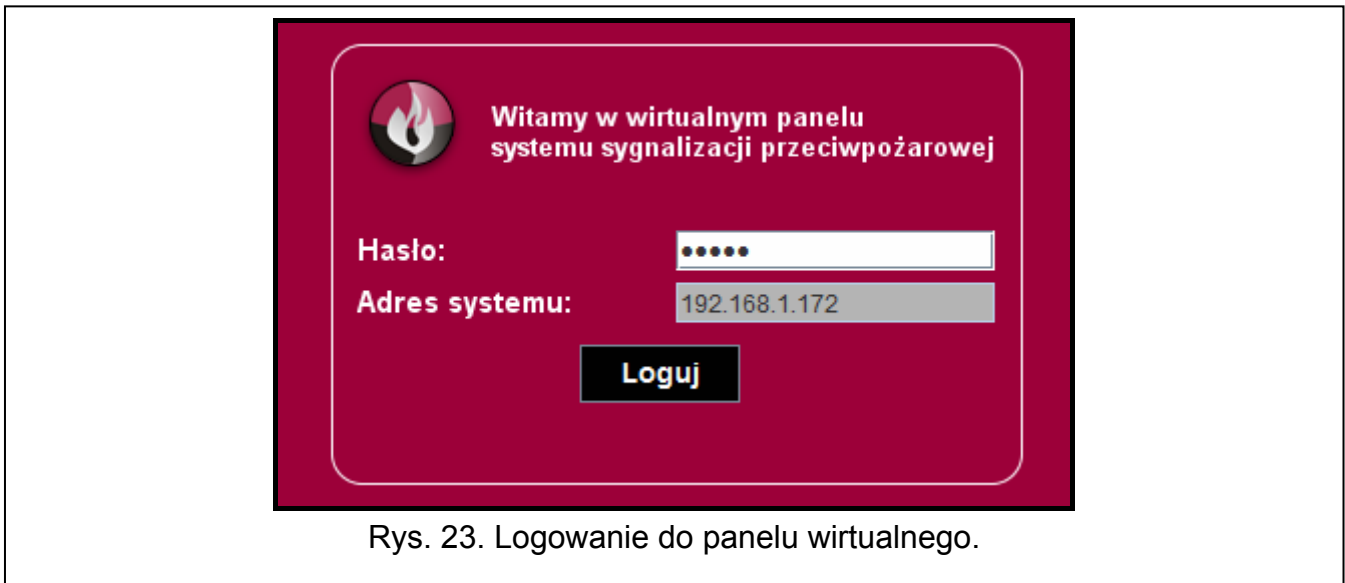 Witamy w wirtualnym panelu
systemu sygnalizacji przeciwpożarowej
Hasło:
•••••
Adres systemu:
192.168.1.172
Loguj
Rys. 23. Logowanie do panelu wirtualnego.